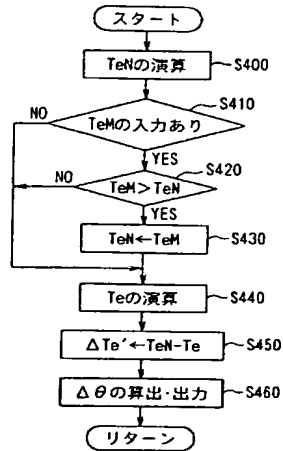 スタート
TeNの演算
S400
S410
NO
TeMの入力あり
YES
S420
NO
TeM>TeN
YES
TeN←TeM
S430
Teの演算
S440
ΔTe'←TeN-Te
S450
Δθの算出・出力
S460
リターン